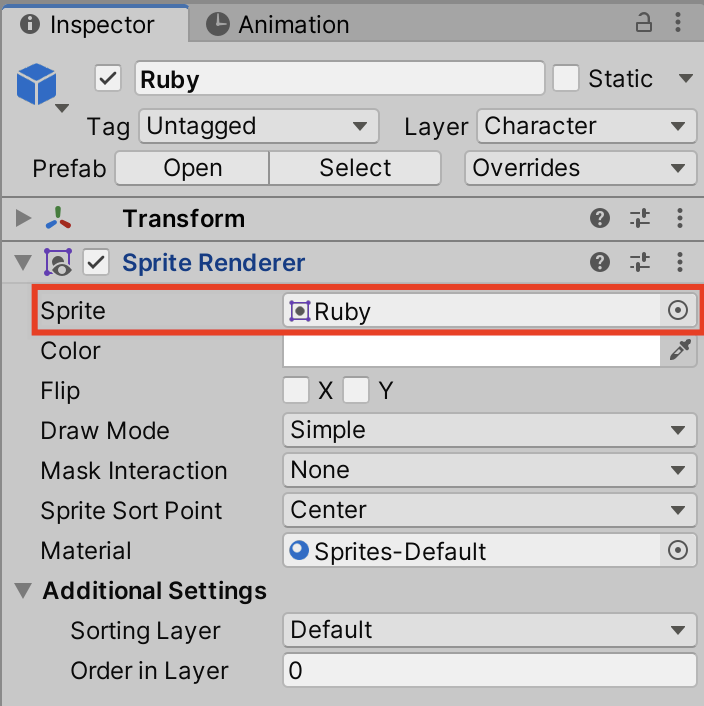 Inspector Animation
Ruby Static
Tag Untagged Layer Character
Prefab Open Select Overrides
Transform
Sprite Renderer
Sprite Ruby
Color
Flip X Y
Draw Mode Simple
Mask Interaction None
Sprite Sort Point Center
Material Sprites-Default
Additional Settings
Sorting Layer Default
Order in Layer 0